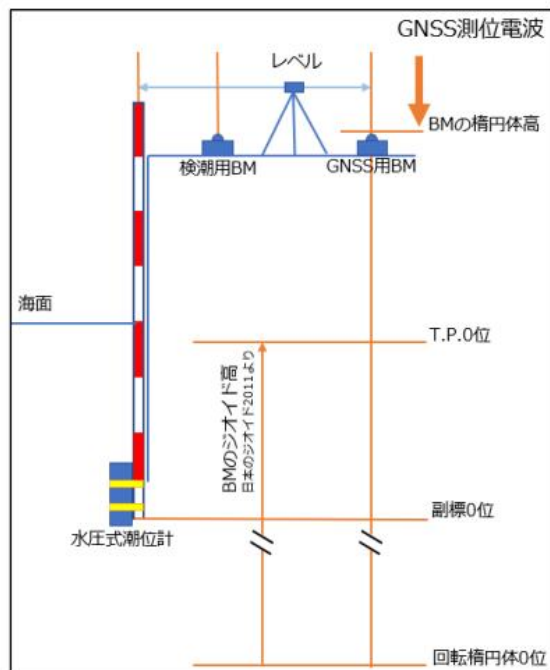 GNSS測位電波
レベル
BMの楕円体高
検潮用BM
GNSS用BM
海面
T.P.0位
BMのジオイド高
日本のジオイド2011より
副標0位
水圧式潮位計
回転楕円体0位